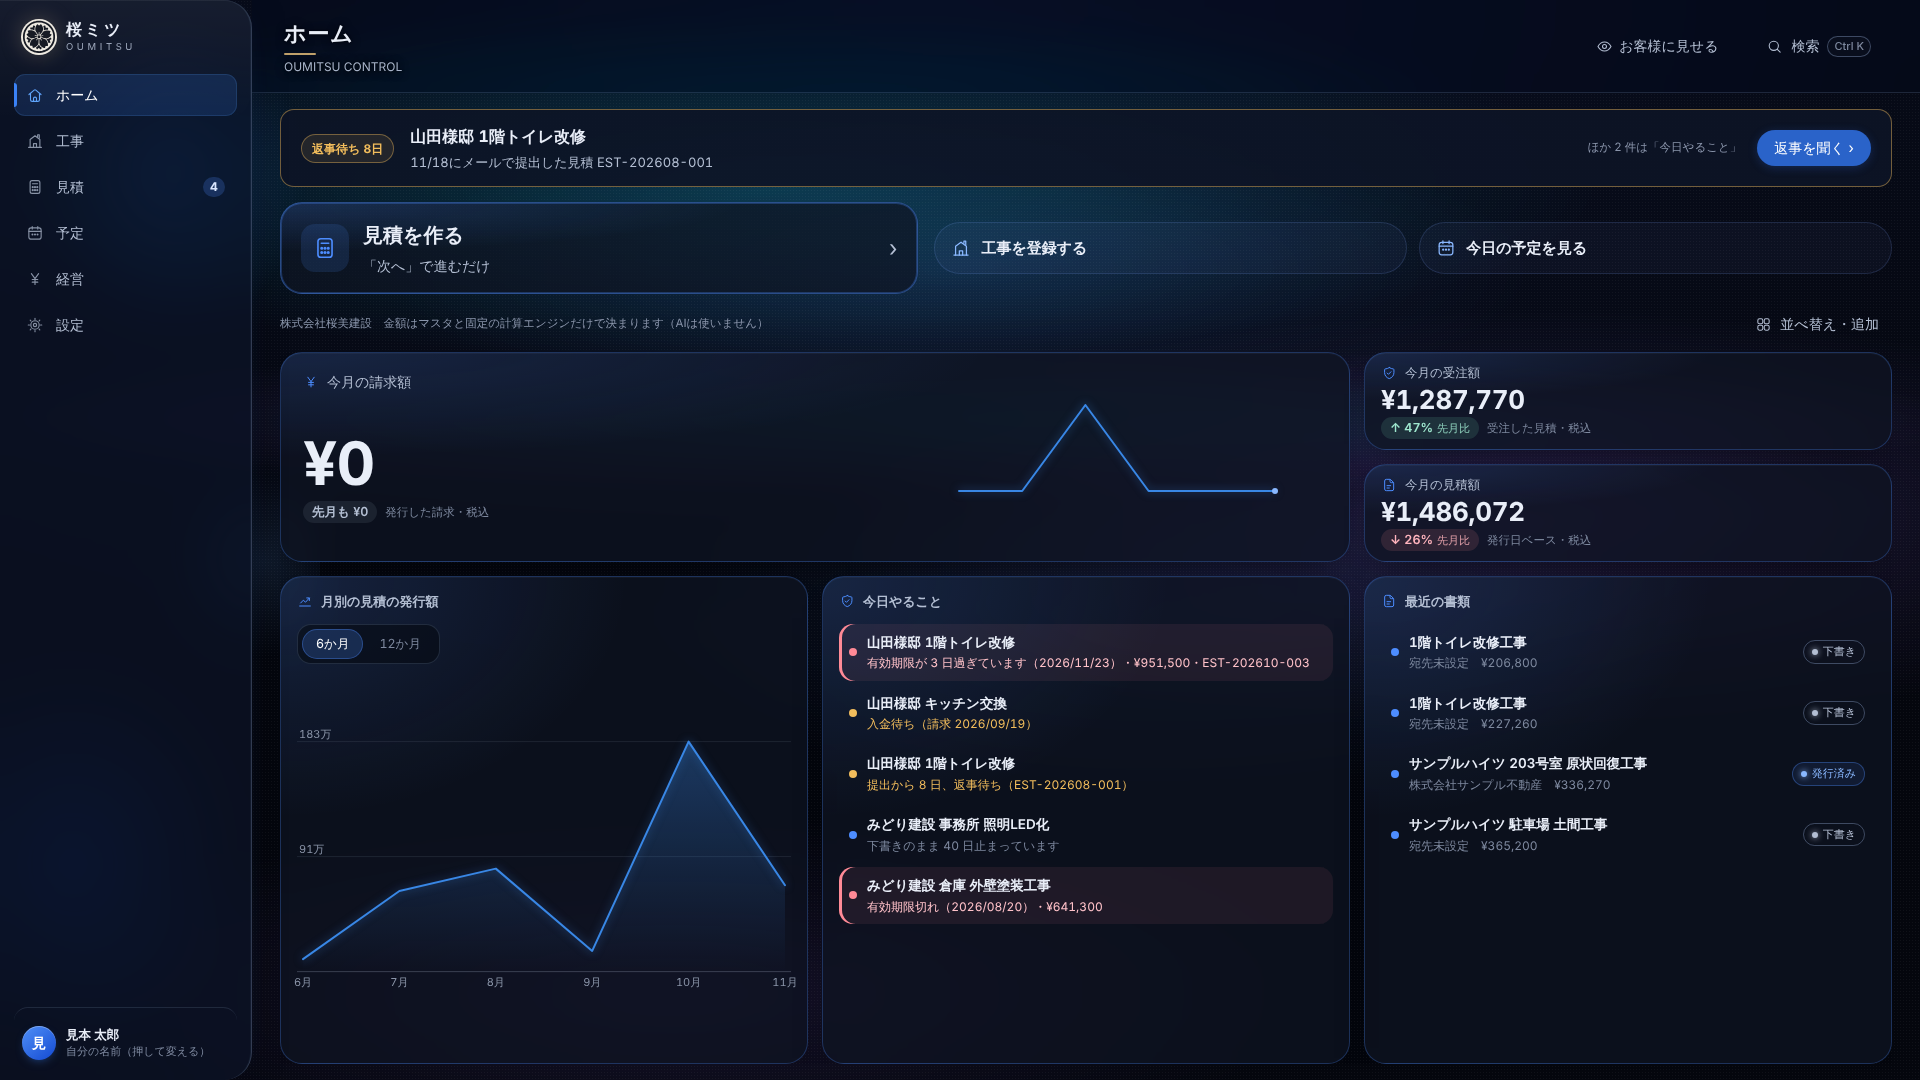 桜ミツ
OUMITSU
ホーム
工事
見積
4
予定
経営
設定
見本 太郎
自分の名前（押して変える）
ホーム
OUMITSU CONTROL
お客様に見せる
検索
Ctrl K
返事待ち 8日
山田様邸 1階トイレ改修
11/18にメールで提出した見積 EST-202608-001
ほか 2 件は「今日やること」
返事を聞く ›
見積を作る
「次へ」で進むだけ
工事を登録する
今日の予定を見る
株式会社桜美建設　金額はマスタと固定の計算エンジンだけで決まります（AIは使いません）
並べ替え・追加
今月の請求額
¥0
先月も ¥0
発行した請求・税込
今月の受注額
¥1,287,770
↑ 47% 先月比
受注した見積・税込
今月の見積額
¥1,486,072
↓ 26% 先月比
発行日ベース・税込
月別の見積の発行額
6か月
12か月
183万
91万
6月
7月
8月
9月
10月
11月
今日やること
山田様邸 1階トイレ改修
有効期限が 3 日過ぎています（2026/11/23）・¥951,500・EST-202610-003
山田様邸 キッチン交換
入金待ち（請求 2026/09/19）
山田様邸 1階トイレ改修
提出から 8 日、返事待ち（EST-202608-001）
みどり建設 事務所 照明LED化
下書きのまま 40 日止まっています
みどり建設 倉庫 外壁塗装工事
有効期限切れ（2026/08/20）・¥641,300
最近の書類
1階トイレ改修工事
宛先未設定　¥206,800
下書き
1階トイレ改修工事
宛先未設定　¥227,260
下書き
サンプルハイツ 203号室 原状回復工事
株式会社サンプル不動産　¥336,270
発行済み
サンプルハイツ 駐車場 土間工事
宛先未設定　¥365,200
下書き
見